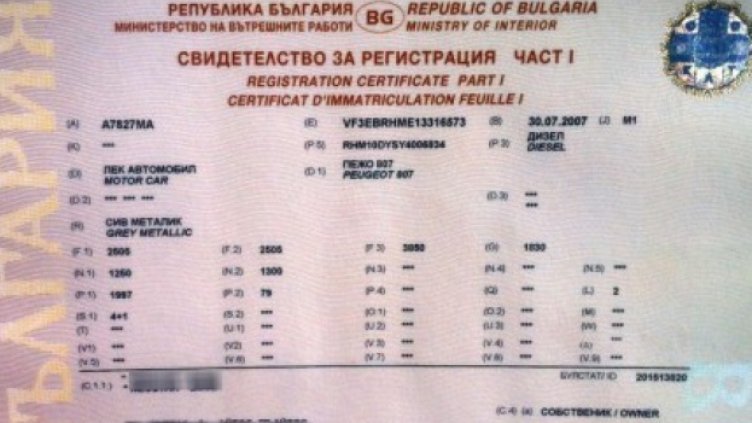 РЕПУБЛИКА БЪЛГАРИЯ BG REPUBLIC OF BULGARIA
МИНИСТЕРСТВО НА ВЪТРЕШНИТЕ РАБОТИ MINISTRY OF INTERIOR
СВИДЕТЕЛСТВО ЗА РЕГИСТРАЦИЯ ЧАСТ I
REGISTRATION CERTIFICATE PART I
CERTIFICAT D'IMMATRICULATION FEUILLE I
(A) A7827MA (E) VF3EBRHME13316573 (B) 30.07.2007 (J) M1
(K) *** (P.5) RHM10DYSY4006834 (P.3) ДИЗЕЛ
DIESEL
(D) ЛЕК АВТОМОБИЛ (D.1) ПЕЖО 807
MOTOR CAR PEUGEOT 807
(D.2) *** *** *** (D.3) ***
***
(R) СИВ МЕТАЛИК
GREY METALLIC
(F.1) 2505 (F.2) 2505 (F.3) 3850 (G) 1830
(N.1) 1250 (N.2) 1300 (N.3) *** (N.4) *** (N.5) ***
(P.1) 1997 (P.2) 79 (P.4) *** (Q) *** (L) 2
(S.1) 4+1 (S.2) *** (O.1) *** (O.2) *** (M) ***
(T) *** (U.1) *** (U.2) *** (U.3) *** (W) ***
(V.1) *** (V.2) *** (V.3) *** (V.4) *** (A) ***
(V.5) *** (V.6) *** (V.7) *** (V.8) *** (V.9) ***
(C.1.1) БУЛСТАТ/ ID 201513820
(C.4) (a) СОБСТВЕНИК / OWNER
ЪЛГАРИЯ